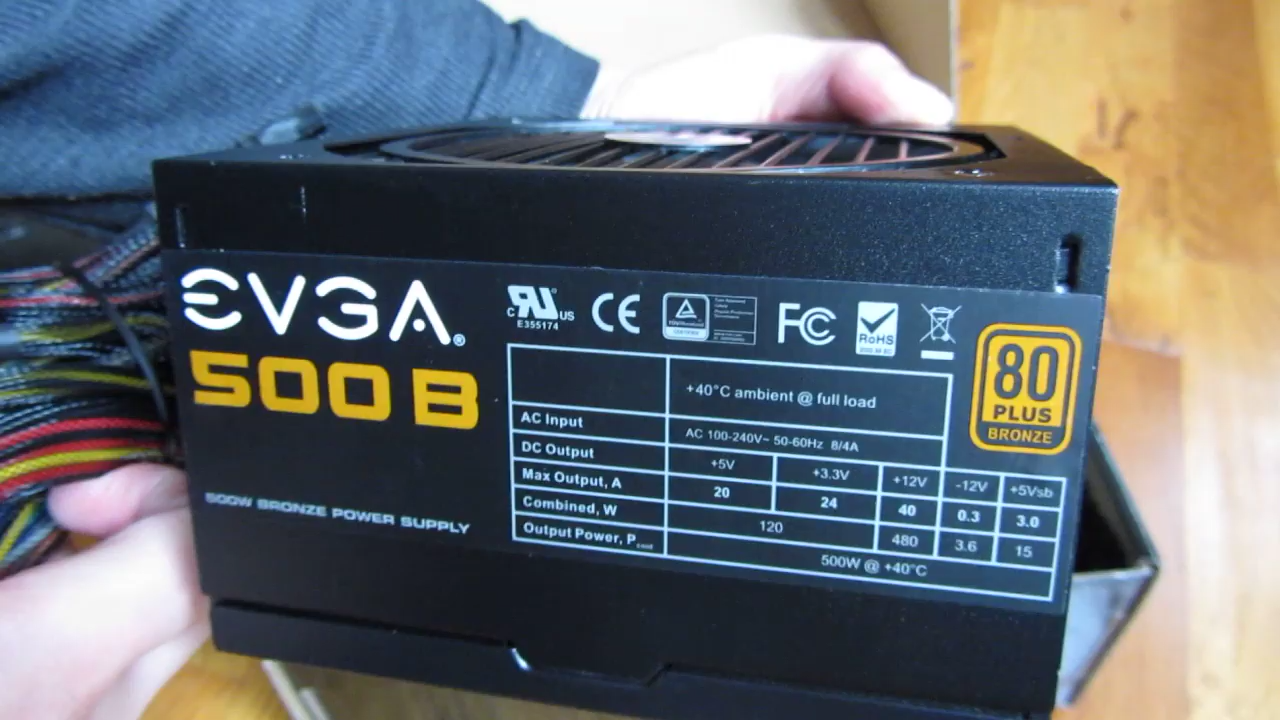 EVGA®
500 B
500W BRONZE POWER SUPPLY
C RU US
E355174
CE
FC
RoHS
80
PLUS
BRONZE
+40°C ambient @ full load
AC Input AC 100-240V~ 50-60Hz 8/4A
DC Output +5V +3.3V +12V -12V +5Vsb
Max Output, A 20 24 40 0.3 3.0
Combined, W 120 480 3.6 15
Output Power, P 500W @ +40°C